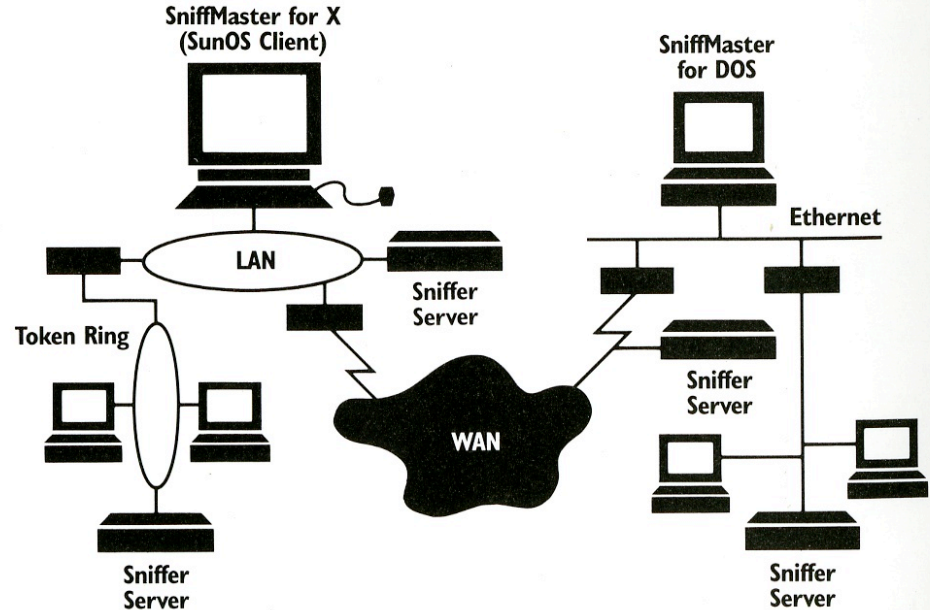 SniffMaster for X
(SunOS Client)
SniffMaster
for DOS
Ethernet
LAN
Sniffer
Server
Token Ring
Sniffer
Server
WAN
Sniffer
Server
Sniffer
Server